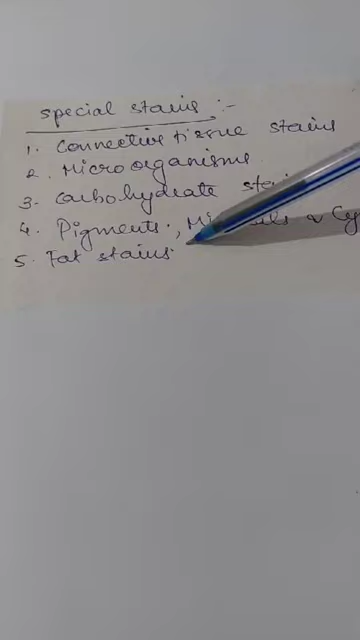 Special stains :-
1. Connective tissue stains
2. Microorganisms
3. Carbohydrate
4. Pigments,
5. Fat stains